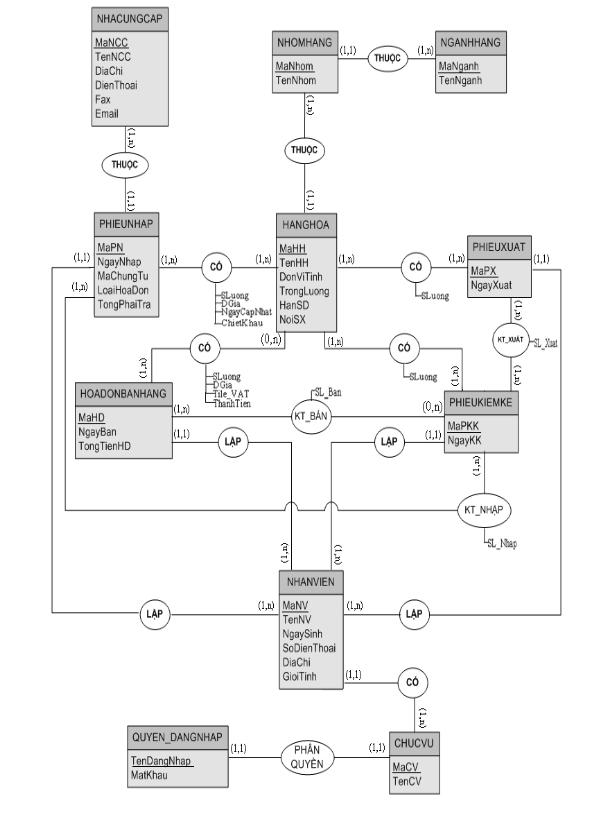 NHACUNGCAP
MaNCC
TenNCC
DiaChi
DienThoai
Fax
Email
(1,n)
THUỘC
(1,1)
NHOMHANG
MaNhom
TenNhom
(1,1)
THUỘC
(1,n)
NGANHHANG
MaNganh
TenNganh
(1,n)
THUỘC
(1,1)
PHIEUNHAP
MaPN
NgayNhap
MaChungTu
LoaiHoaDon
TongPhaiTra
(1,1)
(1,n)
(1,n)
CÓ
(1,n)
SLuong
DGia
NgayCapNhat
ChietKhau
HANGHOA
MaHH
TenHH
DonViTinh
TrongLuong
HanSD
NoiSX
(1,n)
CÓ
(1,n)
SLuong
PHIEUXUAT
MaPX
NgayXuat
(1,1)
(1,n)
KT_XUẤT
SL_Xuat
(1,n)
(0,n)
CÓ
(1,n)
SLuong
DGia
Tile_VAT
ThanhTien
(1,n)
CÓ
(1,n)
SLuong
HOADONBANHANG
MaHD
NgayBan
TongTienHD
(1,n)
SL_Ban
KT_BÁN
(0,n)
PHIEUKIEMKE
MaPKK
NgayKK
(1,1)
LẬP
LẬP
(1,1)
(1,n)
KT_NHẬP
SL_Nhap
(1,n)
(1,n)
NHANVIEN
MaNV
TenNV
NgaySinh
SoDienThoai
DiaChi
GioiTinh
LẬP
(1,n)
(1,n)
LẬP
(1,1)
CÓ
(1,n)
QUYEN_DANGNHAP
TenDangNhap
MatKhau
(1,1)
PHÂN
QUYỀN
(1,1)
CHUCVU
MaCV
TenCV